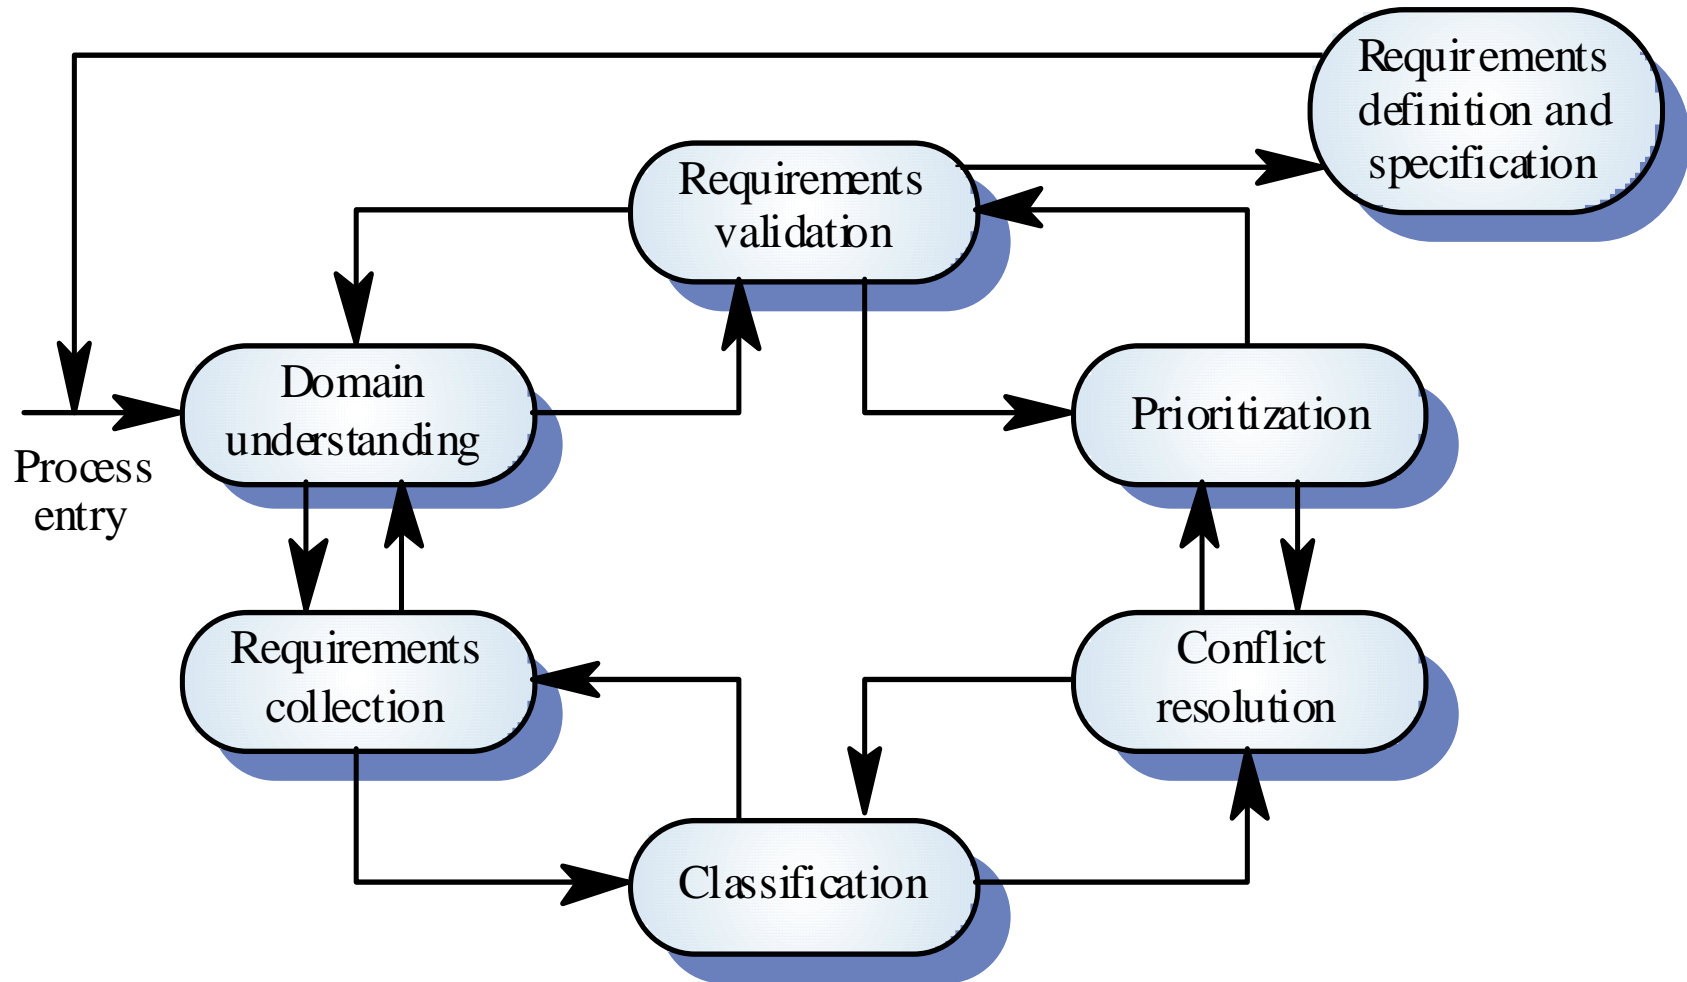 Requirements
definition and
specification
Requirements
validation
Domain
understanding
Prioritization
Process
entry
Requirements
collection
Conflict
resolution
Classification